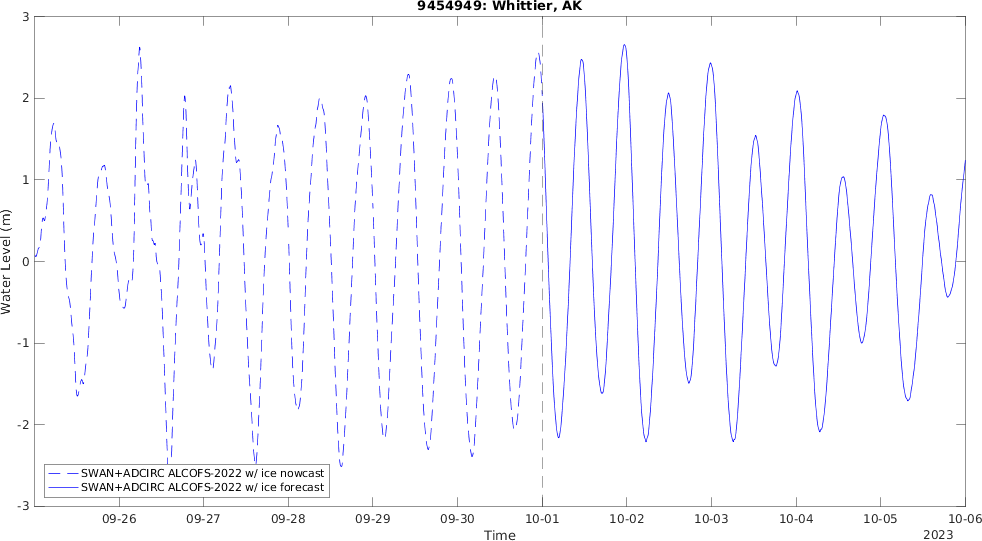 9454949: Whittier, AK
3
2
1
0
-1
-2
-3
Water Level (m)
SWAN+ADCIRC ALCOFS-2022 w/ ice nowcast
SWAN+ADCIRC ALCOFS-2022 w/ ice forecast
09-26 09-27 09-28 09-29 09-30 10-01 10-02 10-03 10-04 10-05 10-06
Time
2023